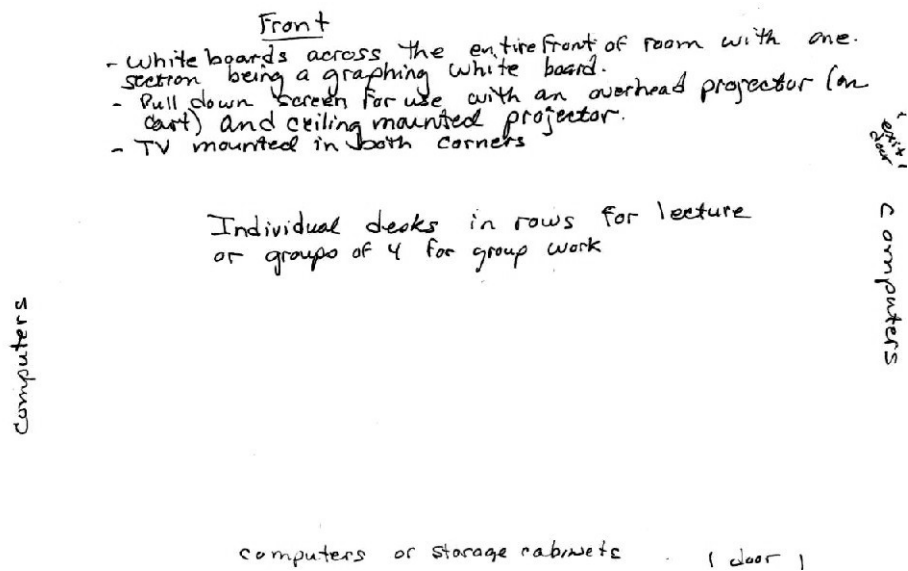 Front
- White boards across the entire front of room with one
section being a graphing white board.
- Pull down screen for use with an overhead projector (on
cart) and ceiling mounted projector.
- TV mounted in both corners
exit
door
Individual desks in rows for lecture
or groups of 4 for group work
computers
computers
computers or storage cabinets
door